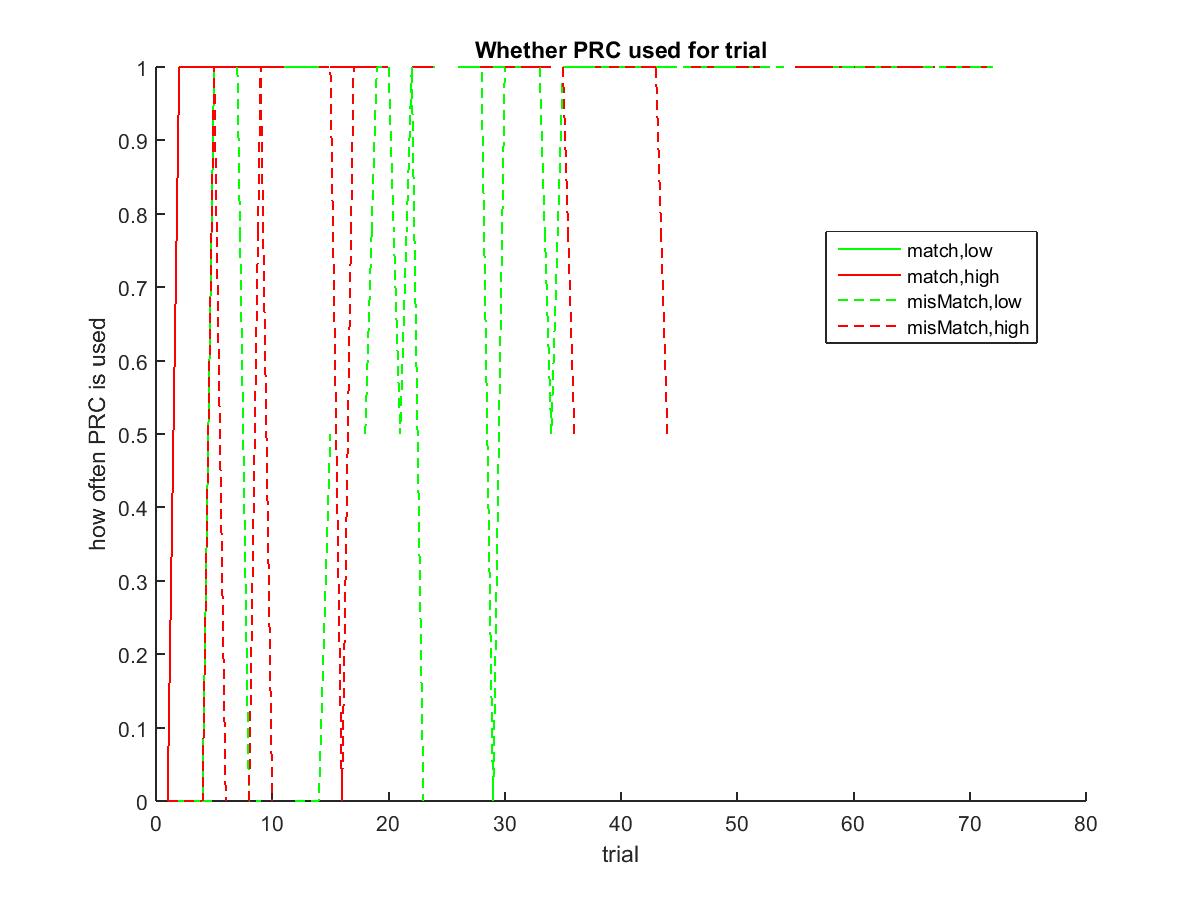 Whether PRC used for trial
1
0.9
0.8
0.7
0.6
0.5
0.4
0.3
0.2
0.1
0
how often PRC is used
match,low
match,high
misMatch,low
misMatch,high
0 10 20 30 40 50 60 70 80
trial